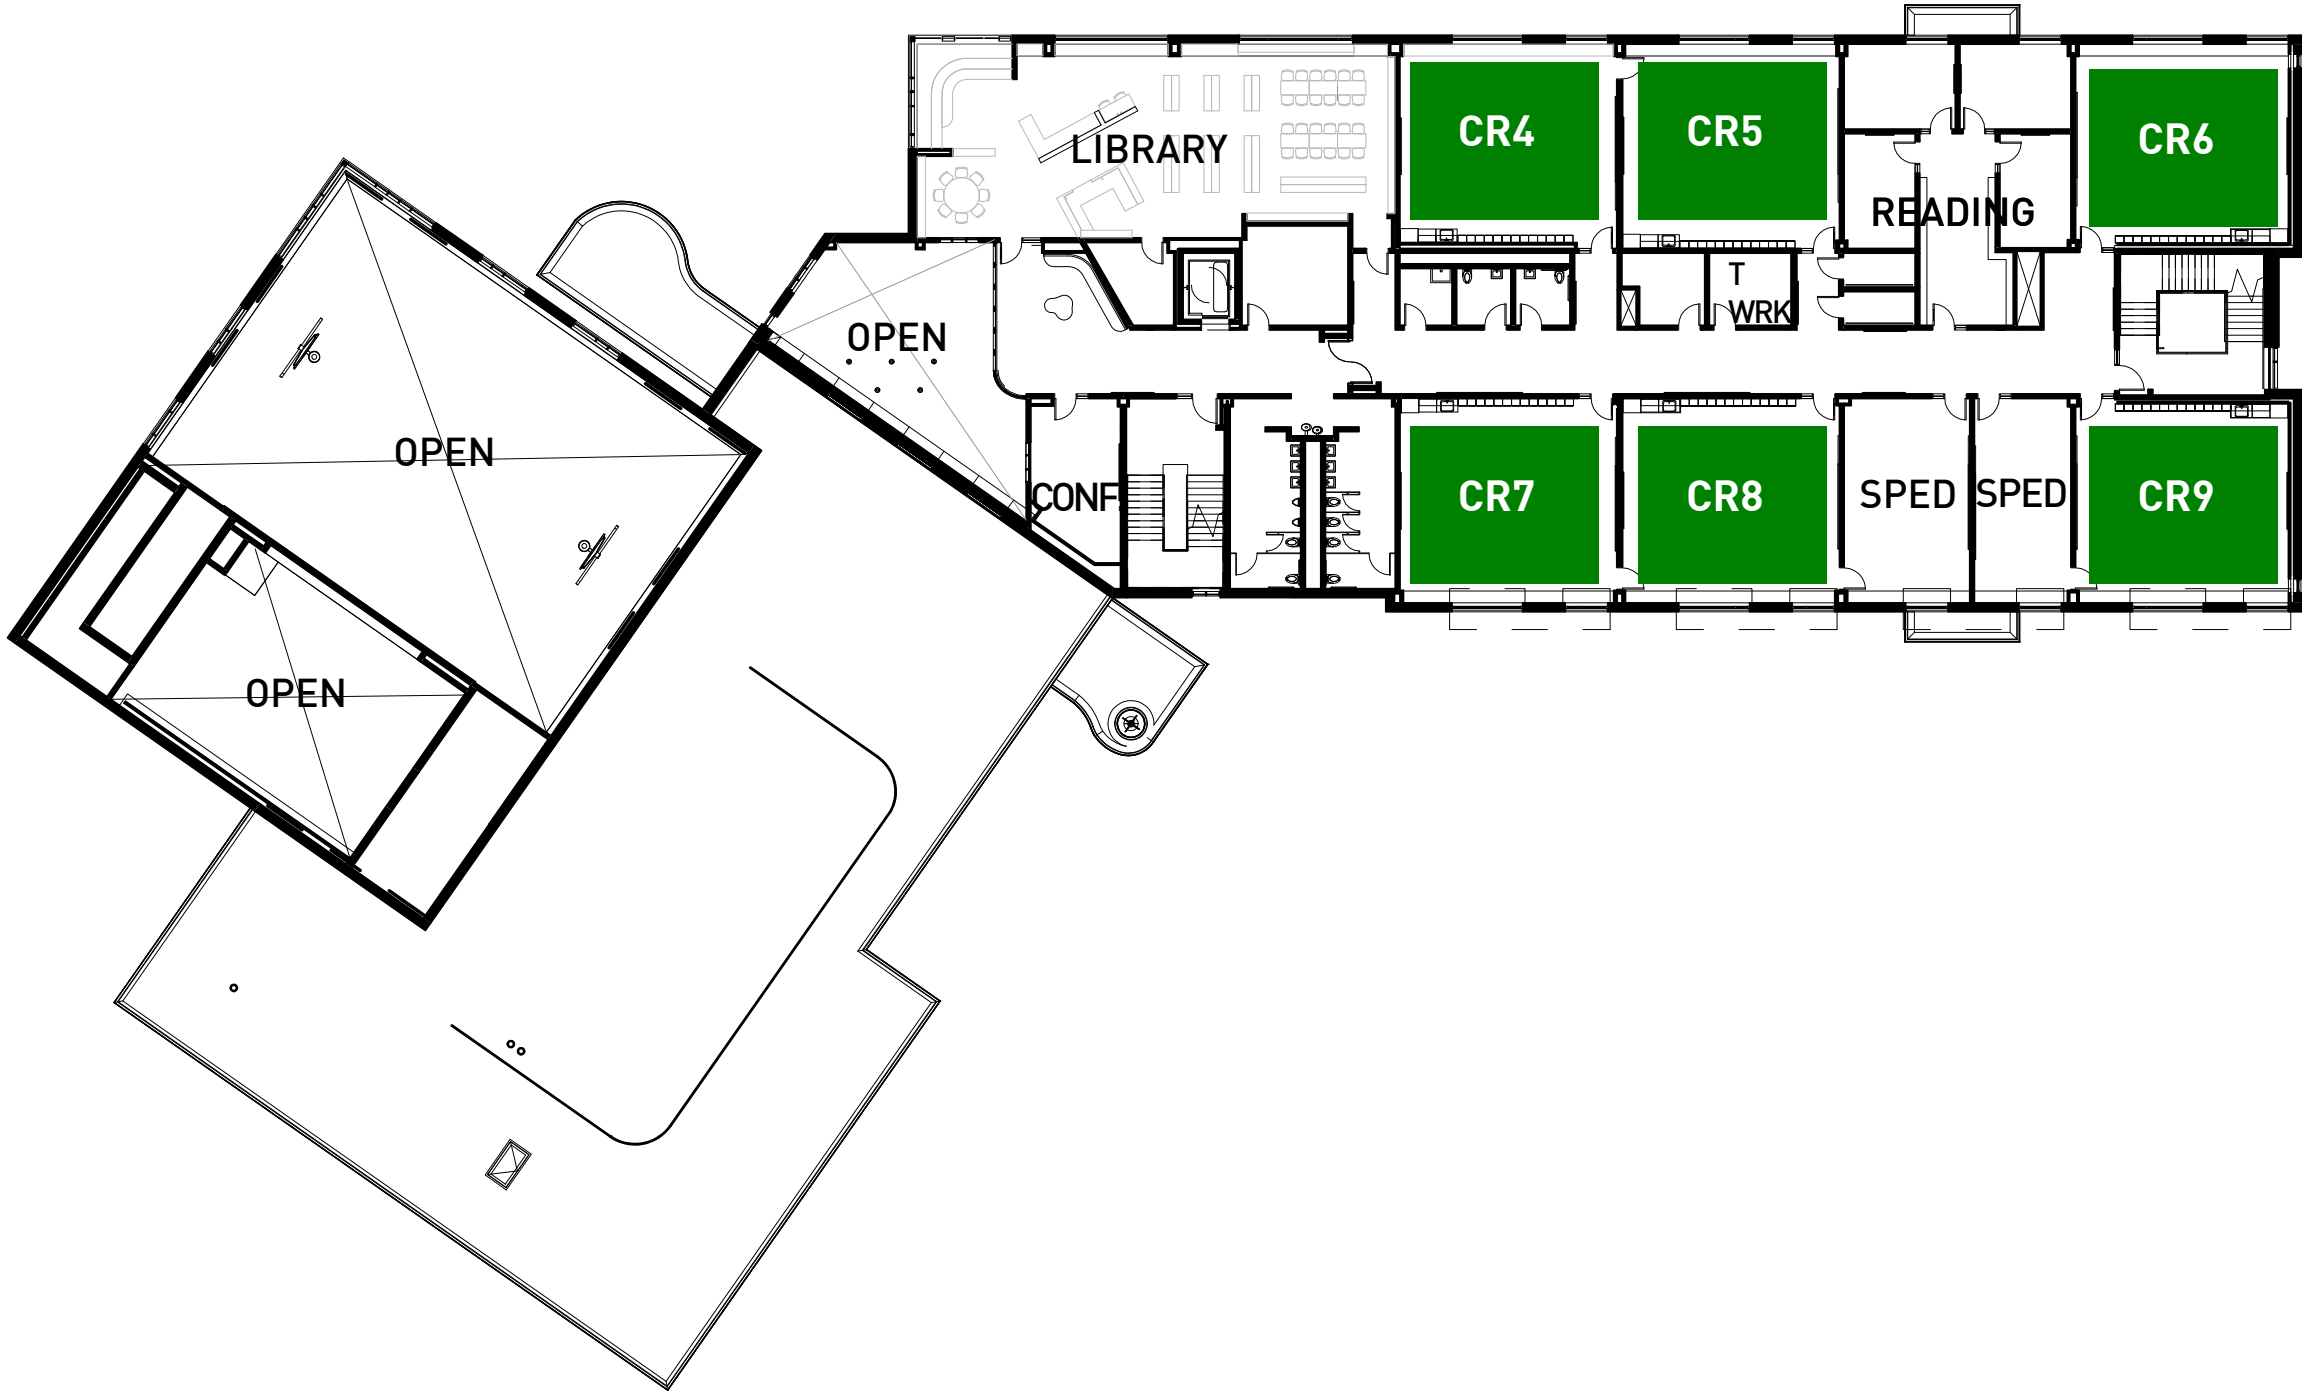 LIBRARY
CR4
CR5
CR6
READING
T
WRK
OPEN
OPEN
CONF.
CR7
CR8
SPED
SPED
CR9
OPEN